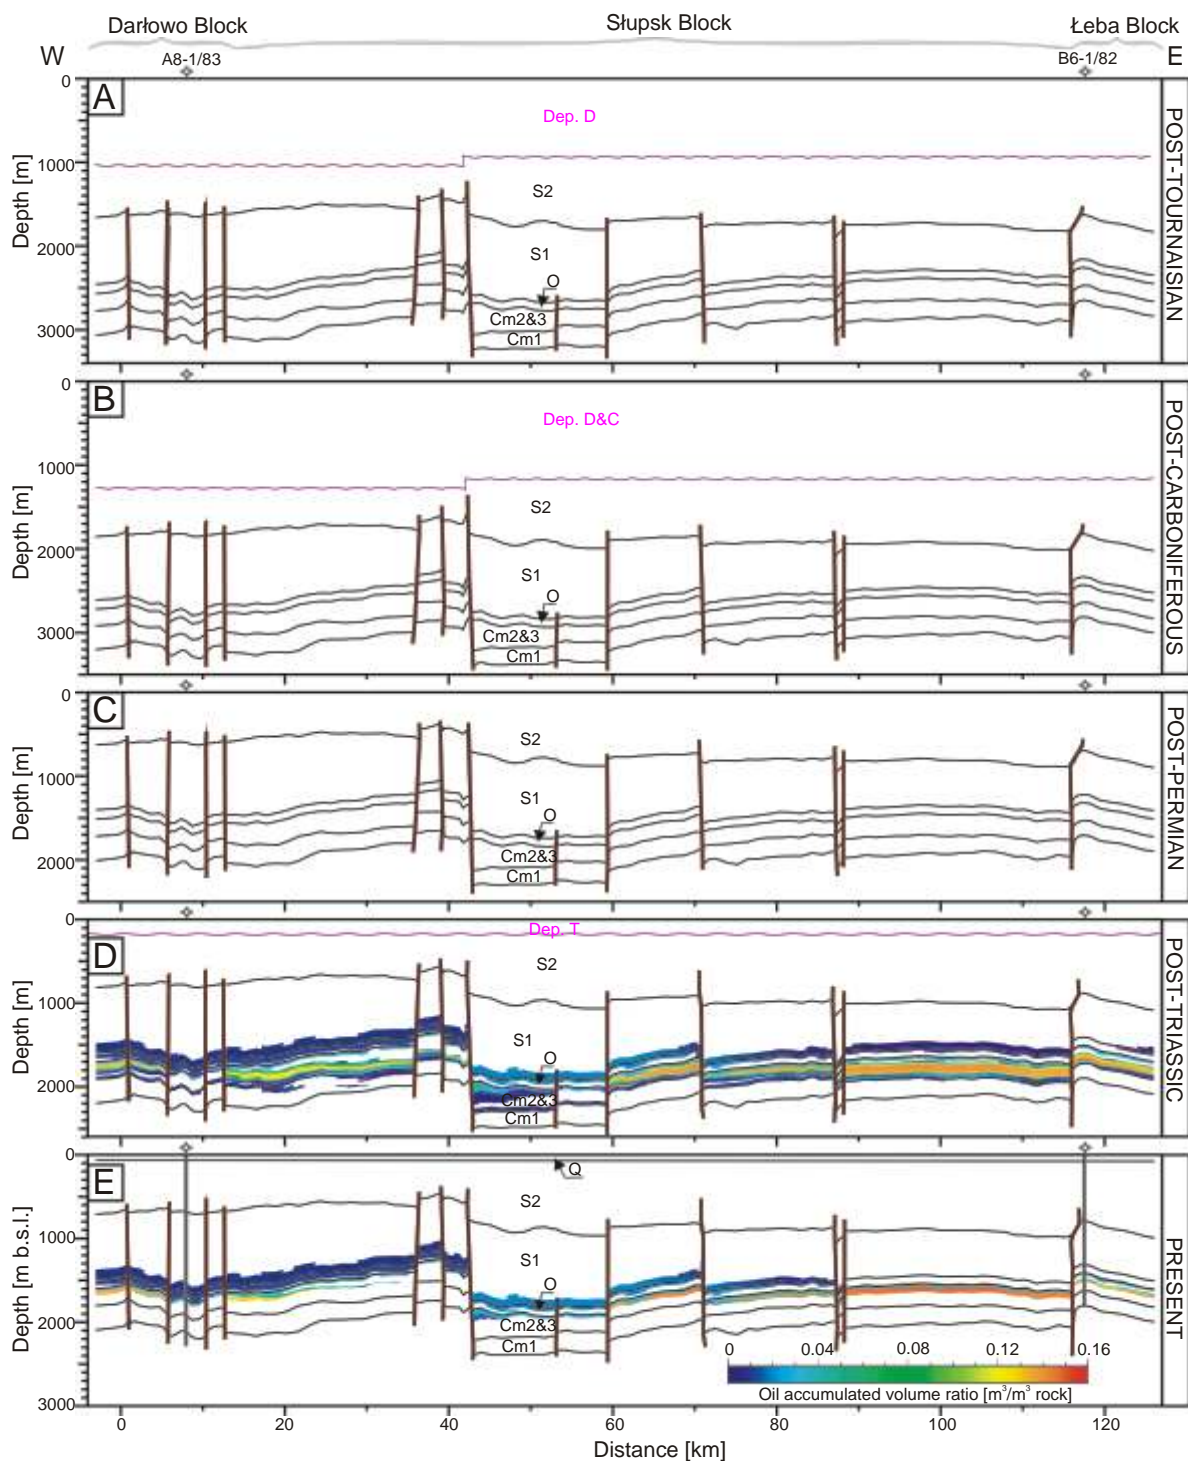 Darłowo Block
Słupsk Block
Łeba Block
W
E
A8-1/83
B6-1/82
A
Dep. D
0
1000
2000
3000
Depth [m]
S2
S1
O
Cm2&3
Cm1
POST-TOURNAISIAN
B
Dep. D&C
0
1000
2000
3000
Depth [m]
S2
S1
O
Cm2&3
Cm1
POST-CARBONIFEROUS
C
0
1000
2000
Depth [m]
S2
S1
O
Cm2&3
Cm1
POST-PERMIAN
D
Dep. T
0
1000
2000
Depth [m]
S2
S1
O
Cm2&3
Cm1
POST-TRIASSIC
E
Q
0
1000
2000
3000
Depth [m b.s.l.]
S2
S1
O
Cm2&3
Cm1
PRESENT
0 0.04 0.08 0.12 0.16
Oil accumulated volume ratio [m³/m³ rock]
0 20 40 60 80 100 120
Distance [km]